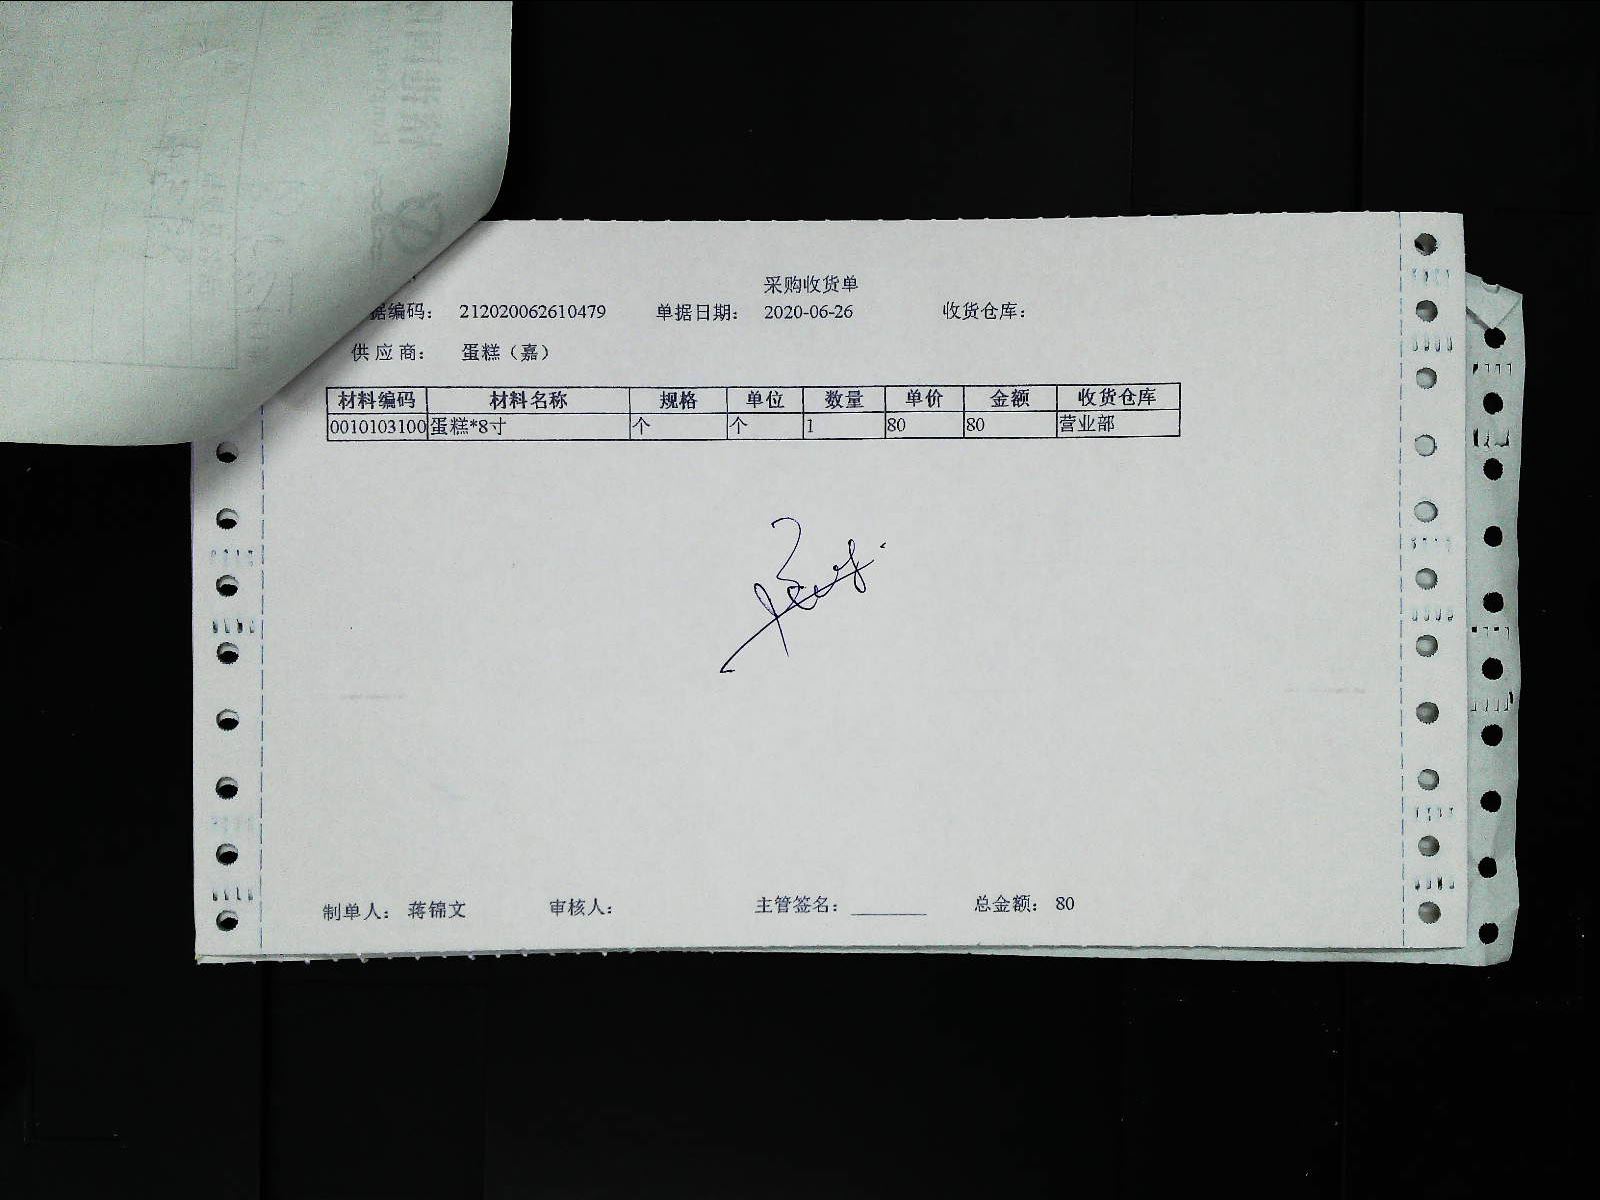 采购收货单
据编码： 212020062610479 单据日期： 2020-06-26 收货仓库：
供应商： 蛋糕（嘉）
材料编码 材料名称 规格 单位 数量 单价 金额 收货仓库
0010103100 蛋糕*8寸 个 个 1 80 80 营业部
制单人： 蒋锦文 审核人： 主管签名： ________ 总金额： 80